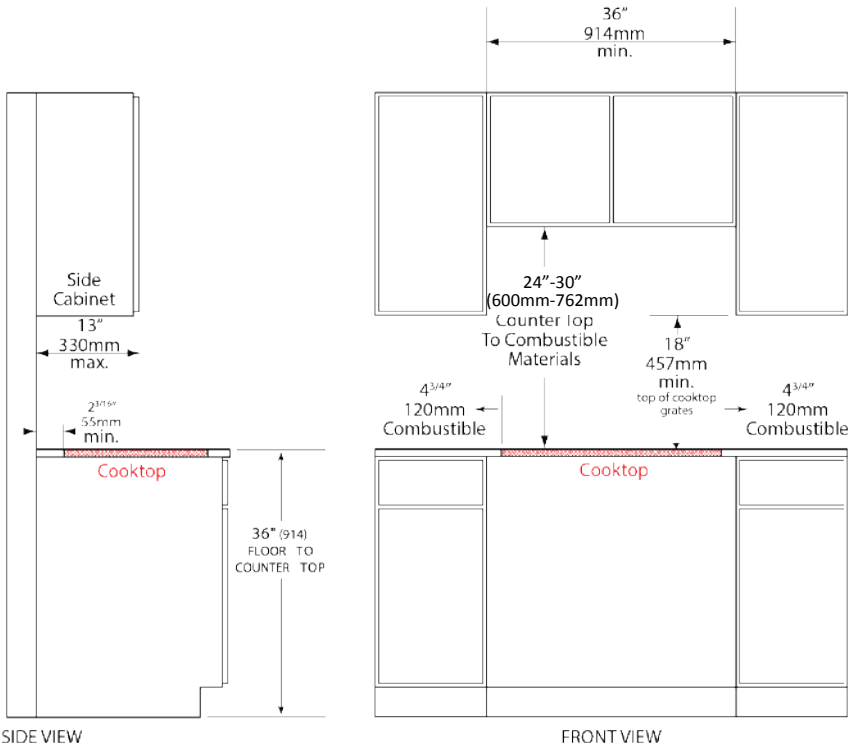 36"
914mm
min.
Side
Cabinet
13"
330mm
max.
2 3/16"
55mm
min.
Cooktop
36" (914)
FLOOR TO
COUNTER TOP
SIDE VIEW
24"-30"
(600mm-762mm)
Counter Top
To Combustible
Materials
18"
457mm
min.
top of cooktop
grates
4 3/4"
120mm
Combustible
4 3/4"
120mm
Combustible
Cooktop
FRONT VIEW